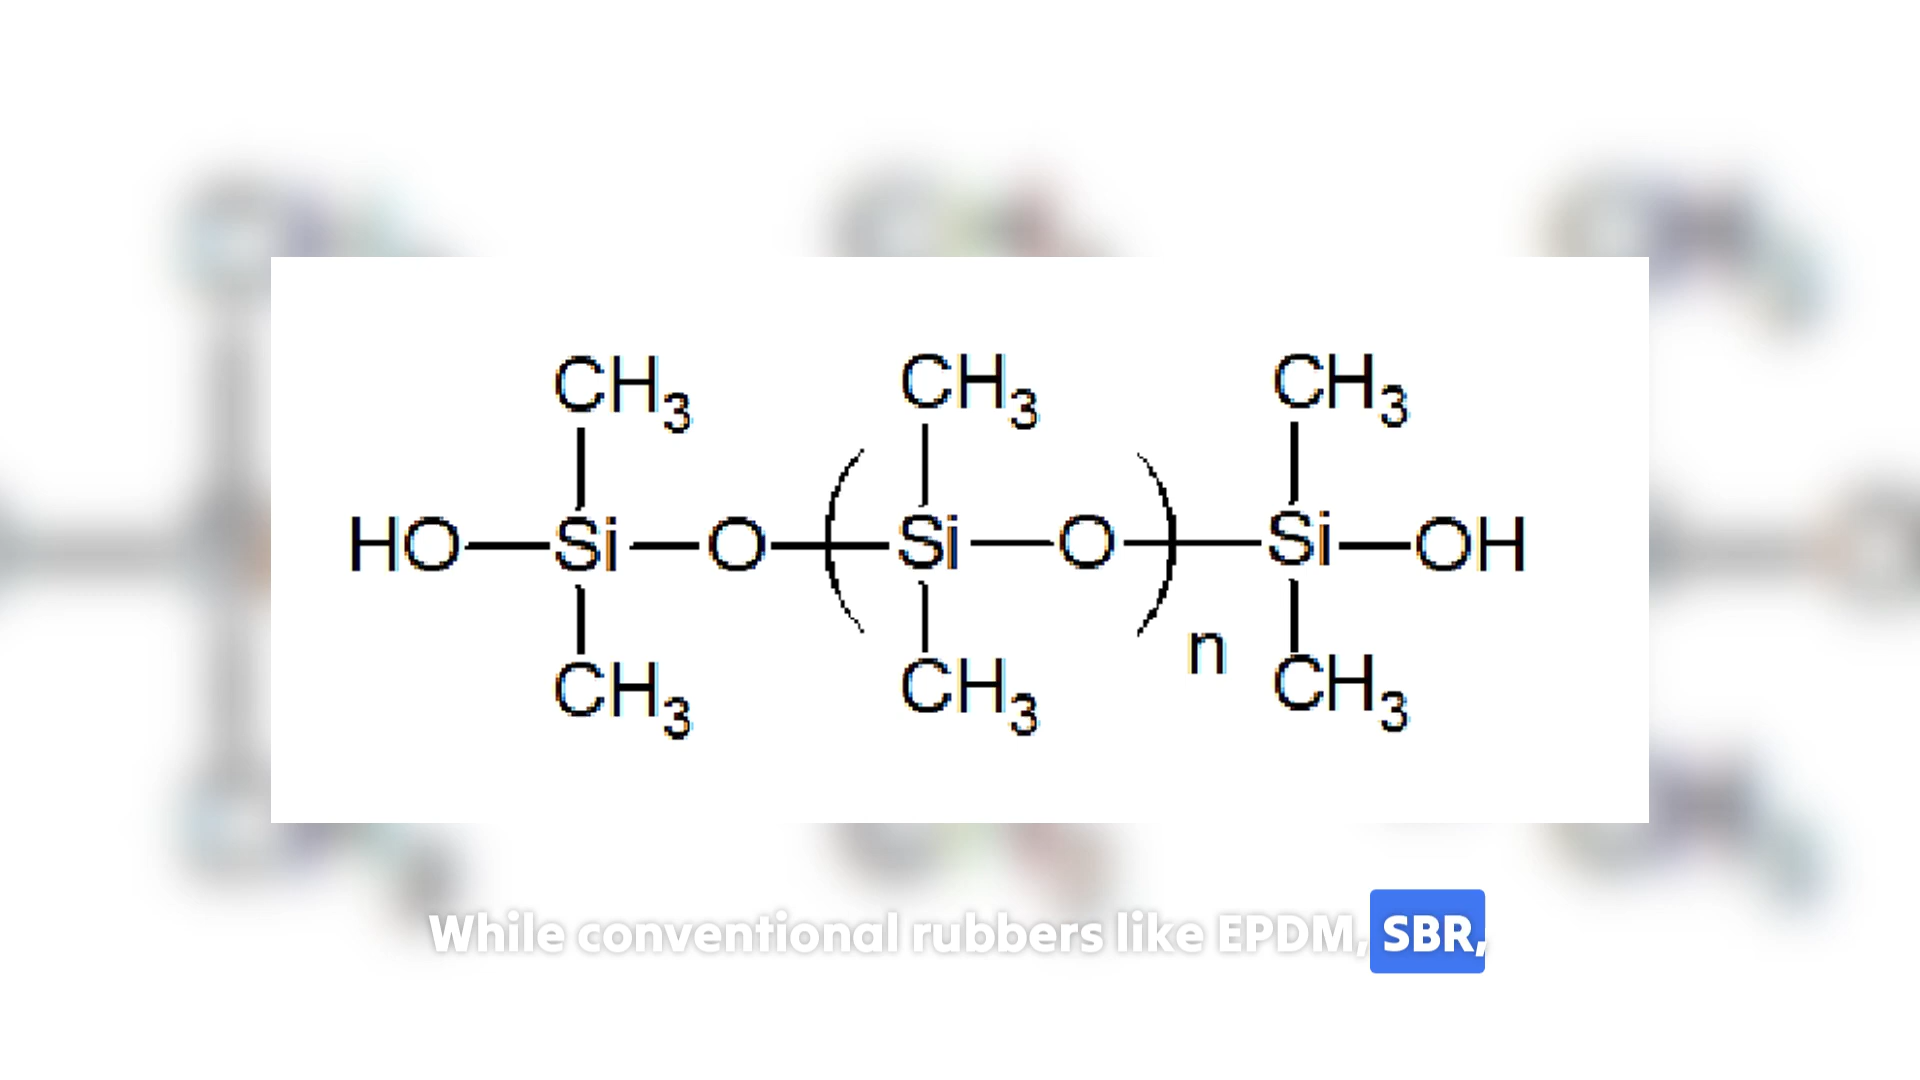 CH3 CH3 CH3
HO Si O ( Si O ) n Si OH
CH3 CH3 CH3
While conventional rubbers like EPDM, SBR,